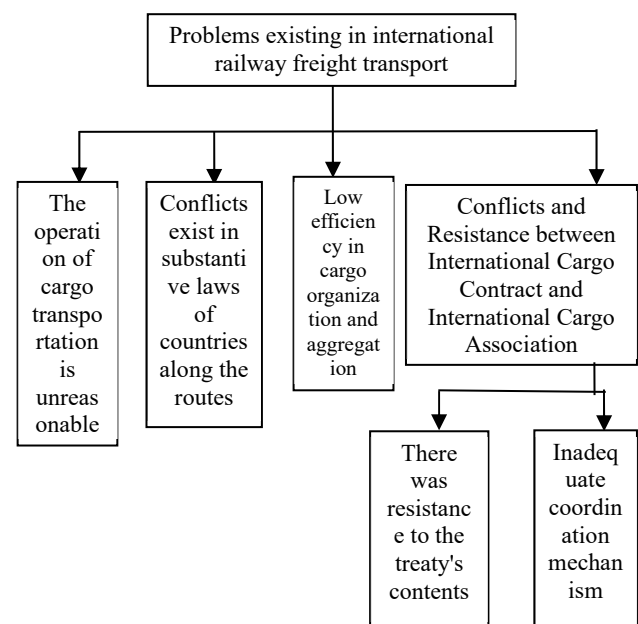 Problems existing in international
railway freight transport
The
operati
on of
cargo
transpo
rtation
is
unreas
onable
Conflicts
exist in
substanti
ve laws
of
countries
along the
routes
Low
efficien
cy in
cargo
organiza
tion and
aggregat
ion
Conflicts and
Resistance between
International Cargo
Contract and
International Cargo
Association
There
was
resistanc
e to the
treaty's
contents
Inadeq
uate
coordin
ation
mechan
ism